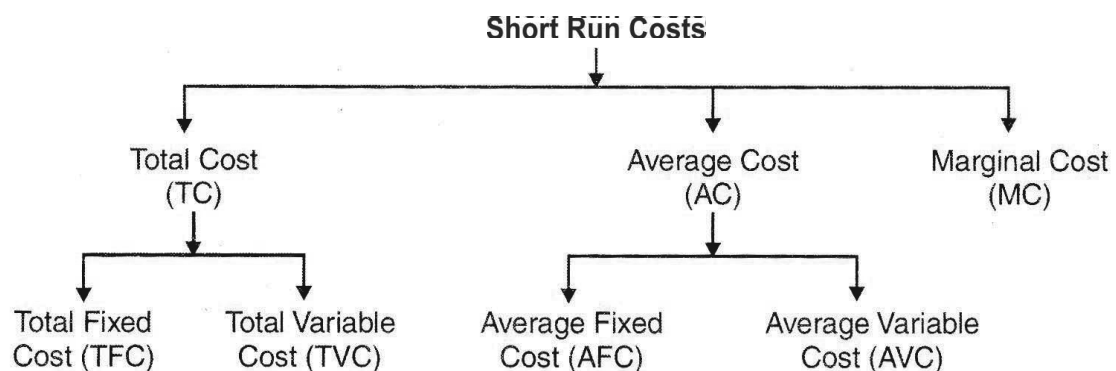 Short Run Costs
Total Cost
(TC)
Average Cost
(AC)
Marginal Cost
(MC)
Total Fixed
Cost (TFC)
Total Variable
Cost (TVC)
Average Fixed
Cost (AFC)
Average Variable
Cost (AVC)